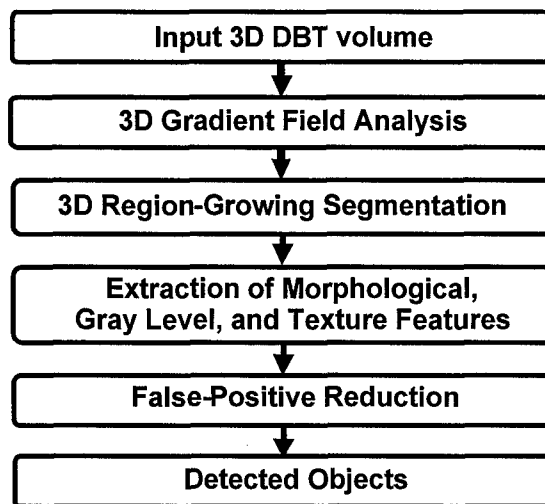 Input 3D DBT volume
3D Gradient Field Analysis
3D Region-Growing Segmentation
Extraction of Morphological,
Gray Level, and Texture Features
False-Positive Reduction
Detected Objects